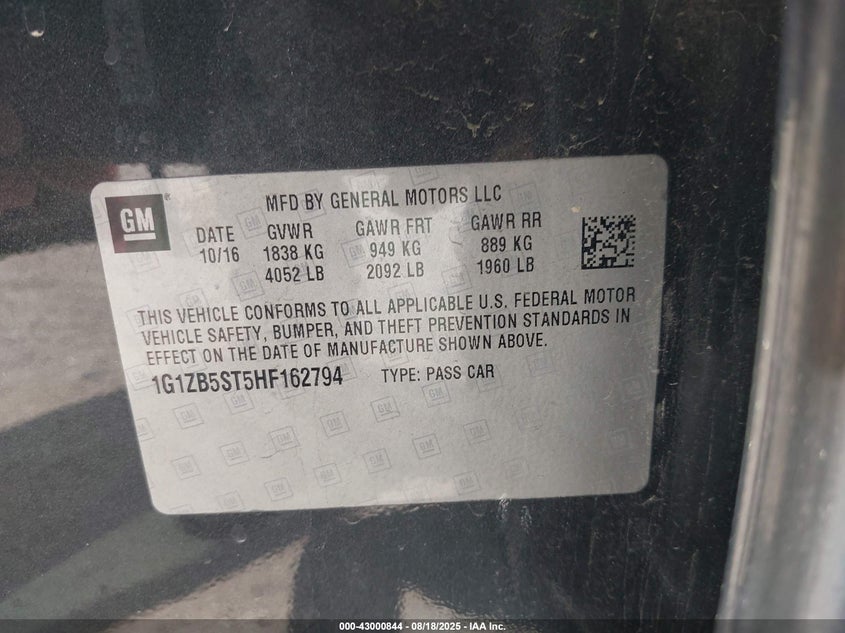 GM
MFD BY GENERAL MOTORS LLC
DATE GVWR GAWR FRT GAWR RR
10/16 1838 KG 949 KG 889 KG
4052 LB 2092 LB 1960 LB
THIS VEHICLE CONFORMS TO ALL APPLICABLE U.S. FEDERAL MOTOR
VEHICLE SAFETY, BUMPER, AND THEFT PREVENTION STANDARDS IN
EFFECT ON THE DATE OF MANUFACTURE SHOWN ABOVE.
1G1ZB5ST5HF162794 TYPE: PASS CAR
000-43000844 - 08/18/2025 - IAA Inc.